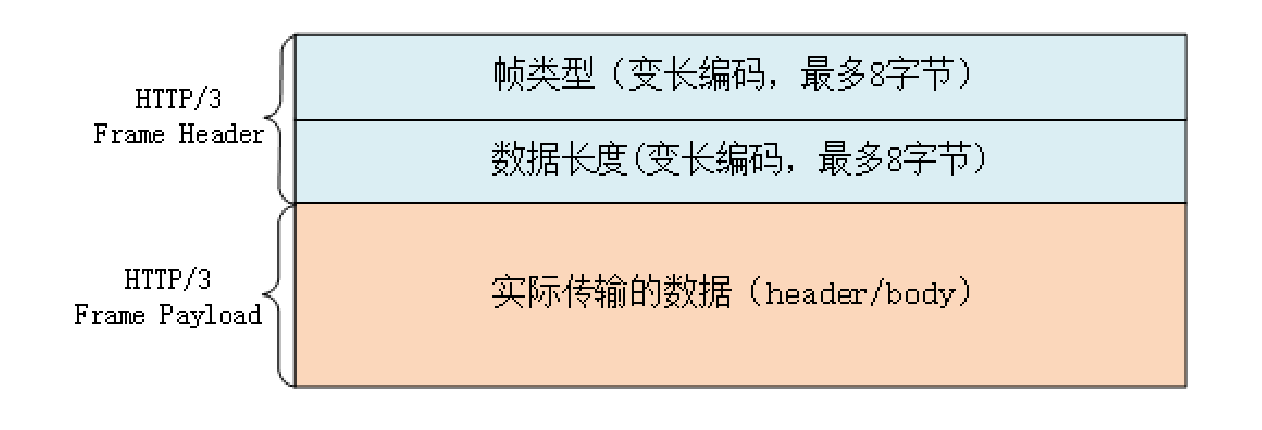 HTTP/3
Frame Header
帧类型（变长编码，最多8字节）
数据长度(变长编码，最多8字节)
HTTP/3
Frame Payload
实际传输的数据（header/body）